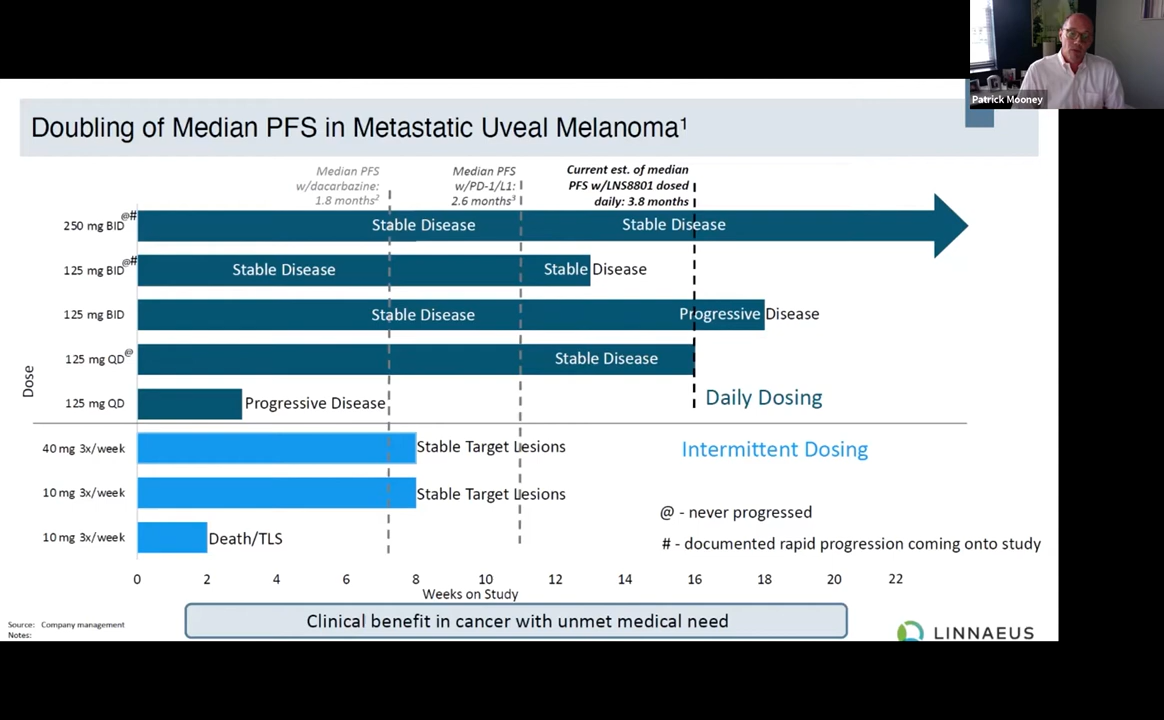 Patrick Mooney
Doubling of Median PFS in Metastatic Uveal Melanoma¹
Median PFS
w/dacarbazine:
1.8 months²
Median PFS
w/PD-1/L1:
2.6 months³
Current est. of median
PFS w/LNS8801 dosed
daily: 3.8 months
250 mg BID@# Stable Disease Stable Disease
125 mg BID@# Stable Disease Stable Disease
125 mg BID Stable Disease Progressive Disease
125 mg QD@ Stable Disease
125 mg QD Progressive Disease
Daily Dosing
Dose
40 mg 3x/week Stable Target Lesions
Intermittent Dosing
10 mg 3x/week Stable Target Lesions
@ - never progressed
10 mg 3x/week Death/TLS
# - documented rapid progression coming onto study
0 2 4 6 8 10 12 14 16 18 20 22
Weeks on Study
Clinical benefit in cancer with unmet medical need
Source: Company management
Notes:
LINNAEUS